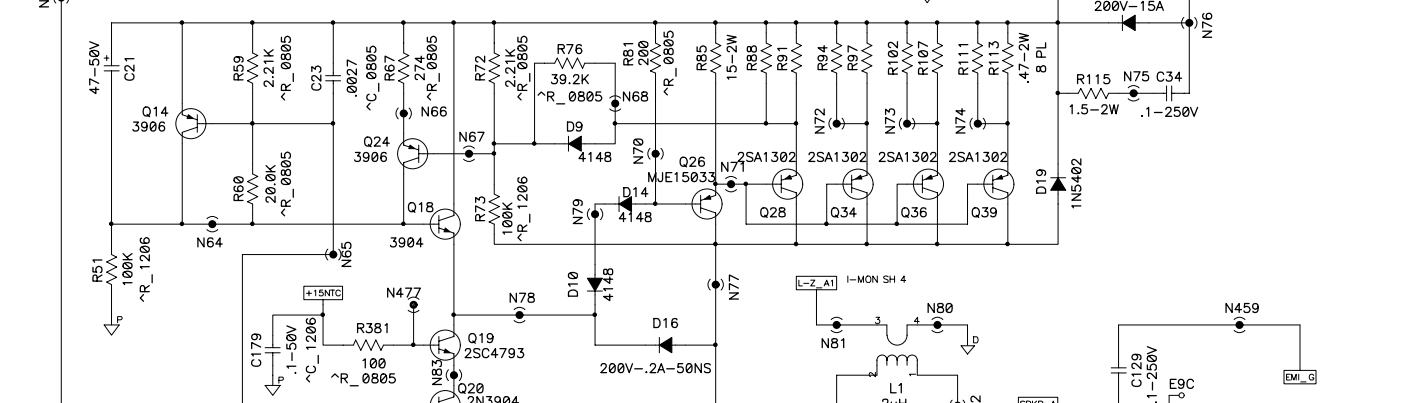 200V-15A
N76
47-50V
C21
R59
2.21K
^R_0805
C23
.0027
^C_0805
R67
274
^R_0805
R72
2.21K
^R_0805
R76
39.2K
^R_0805
N68
R81
200
^R_0805
R85
15-2W
R88
R91
R94
R97
R102
R107
R111
R113
.47-2W
8 PL
R115
1.5-2W
N75
C34
.1-250V
Q14
3906
N66
Q24
3906
N67
D9
4148
N70
N72
N73
N74
R60
20.0K
^R_0805
Q26
MJE15033
N71
2SA1302
2SA1302
2SA1302
2SA1302
D19
1N5402
Q18
3904
R73
100K
^R_1206
N79
D14
4148
Q28
Q34
Q36
Q39
N64
N65
R51
100K
^R_1206
P
+15NTC
N477
N78
D10
4148
N77
L-Z_A1
I-MON SH 4
N81
3
4
N80
D
N459
C179
.1-50V
^C_1206
P
R381
100
^R_0805
Q19
2SC4793
D16
200V-.2A-50NS
N83
Q20
2N3904
2
1
L1
C129
.1-250V
E9C
EMI_G